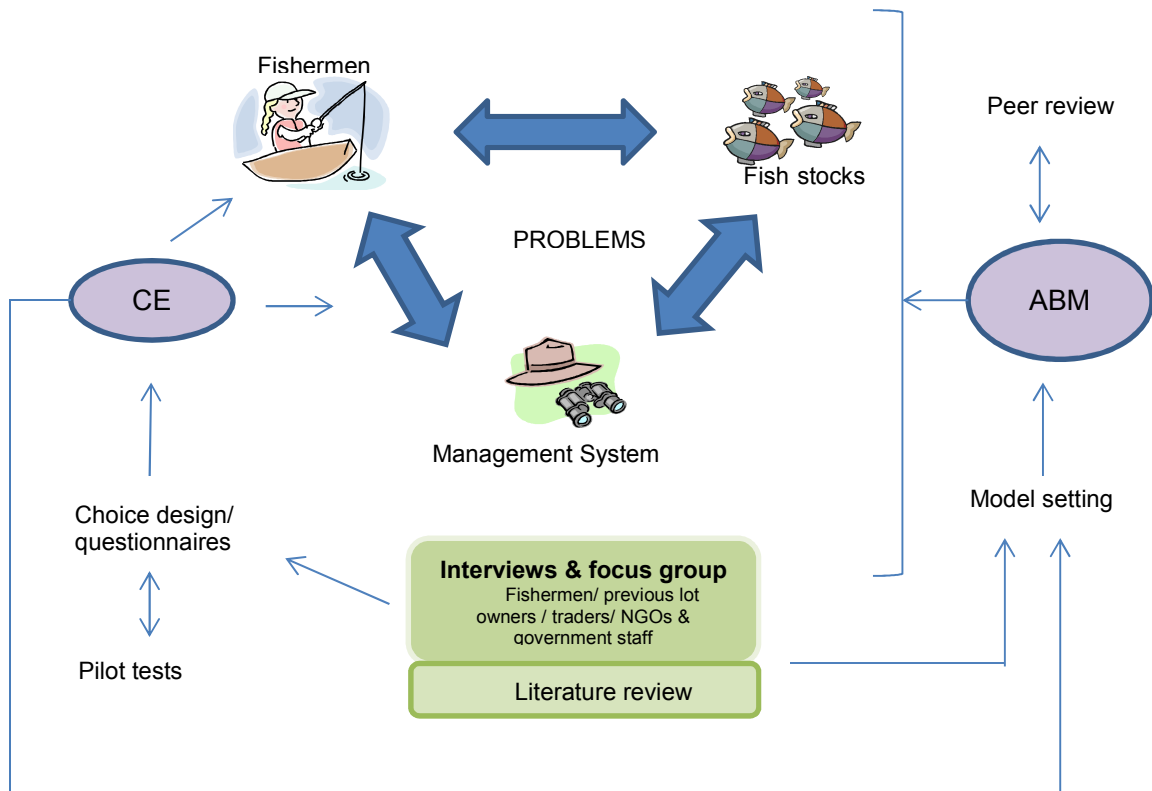 Fishermen
Fish stocks
Peer review
PROBLEMS
CE
ABM
Management System
Choice design/
questionnaires
Model setting
Interviews & focus group
Fishermen/ previous lot
owners / traders/ NGOs &
government staff
Pilot tests
Literature review